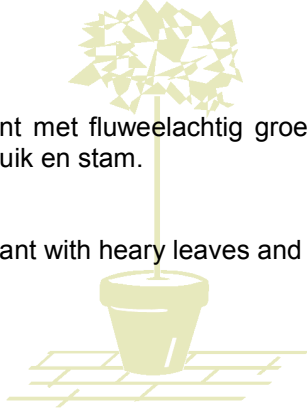 nt met fluweelachtig groe
uik en stam.
ant with heary leaves and